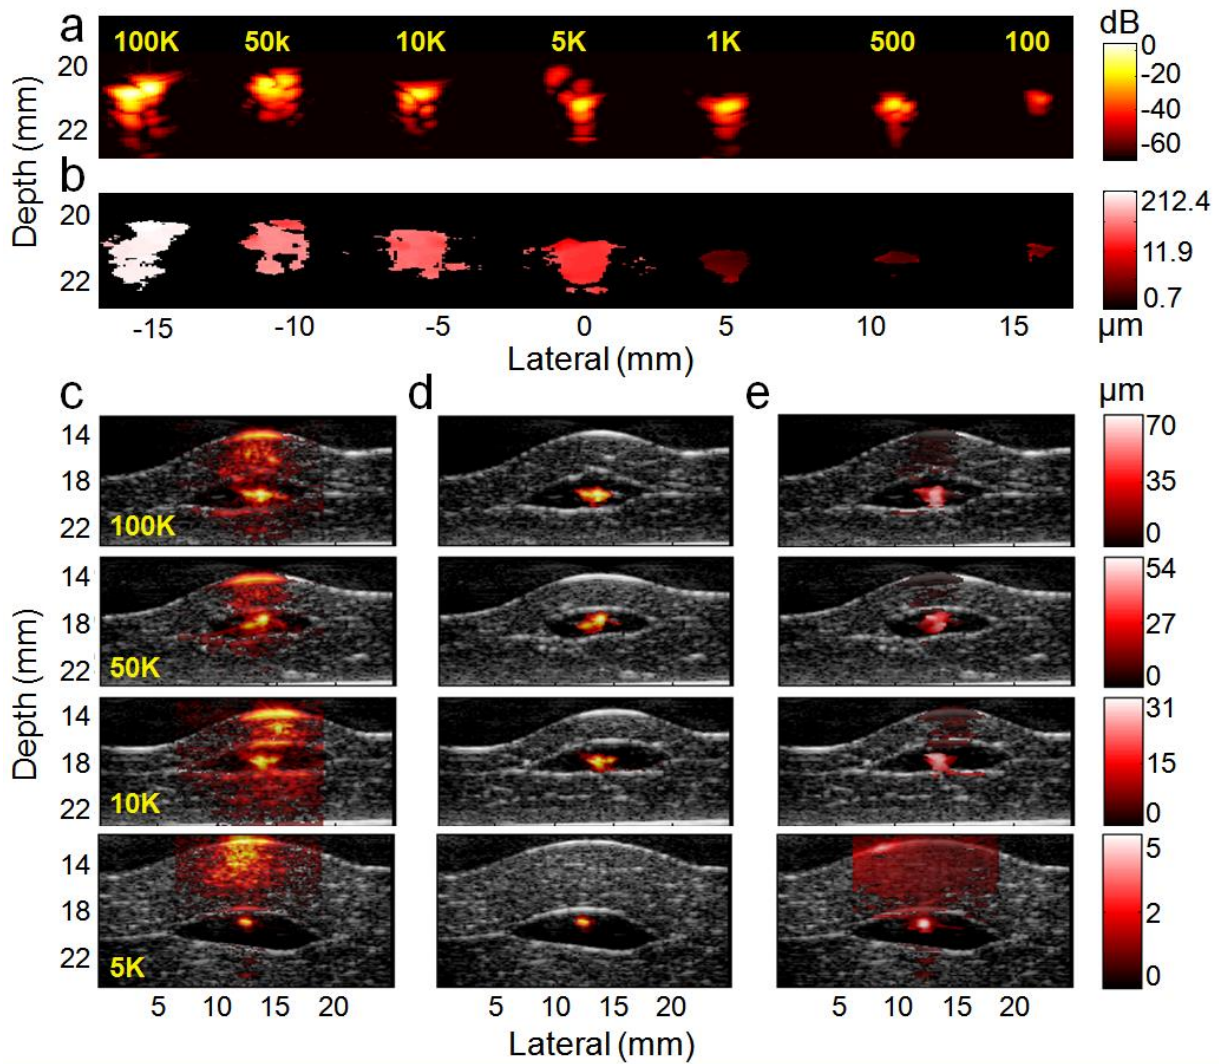 a
100K 50k 10K 5K 1K 500 100
dB
0
-20
-40
-60
20
22
Depth (mm)
b
20
22
212.4
11.9
0.7
µm
-15 -10 -5 0 5 10 15
Lateral (mm)
c d e
µm
14
18
22
100K
70
35
0
14
18
22
50K
54
27
0
Depth (mm)
14
18
22
10K
31
15
0
14
18
22
5K
5
2
0
5 10 15 20 5 10 15 20 5 10 15 20
Lateral (mm)